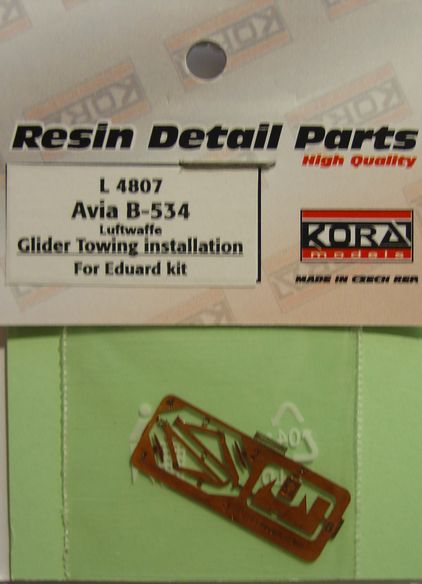 Resin Detail Parts
High Quality
L 4807
Avia B-534
Luftwaffe
Glider Towing installation
For Eduard kit
KORA
models
MADE IN CZECH REP
04